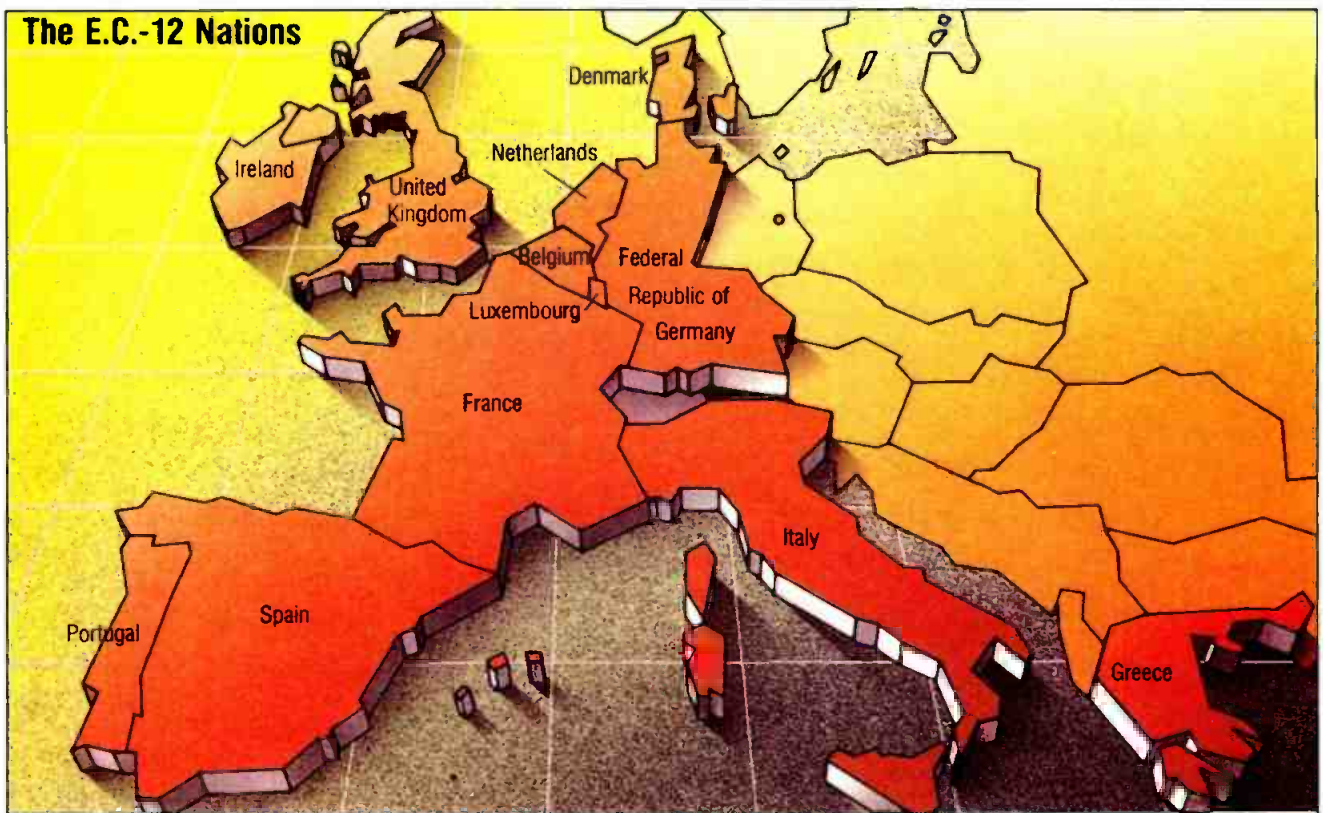 The E.C.-12 Nations
Denmark
Netherlands
Ireland
United
Kingdom
Belgium
Federal
Republic of
Germany
Luxembourg
France
Italy
Spain
Portugal
Greece